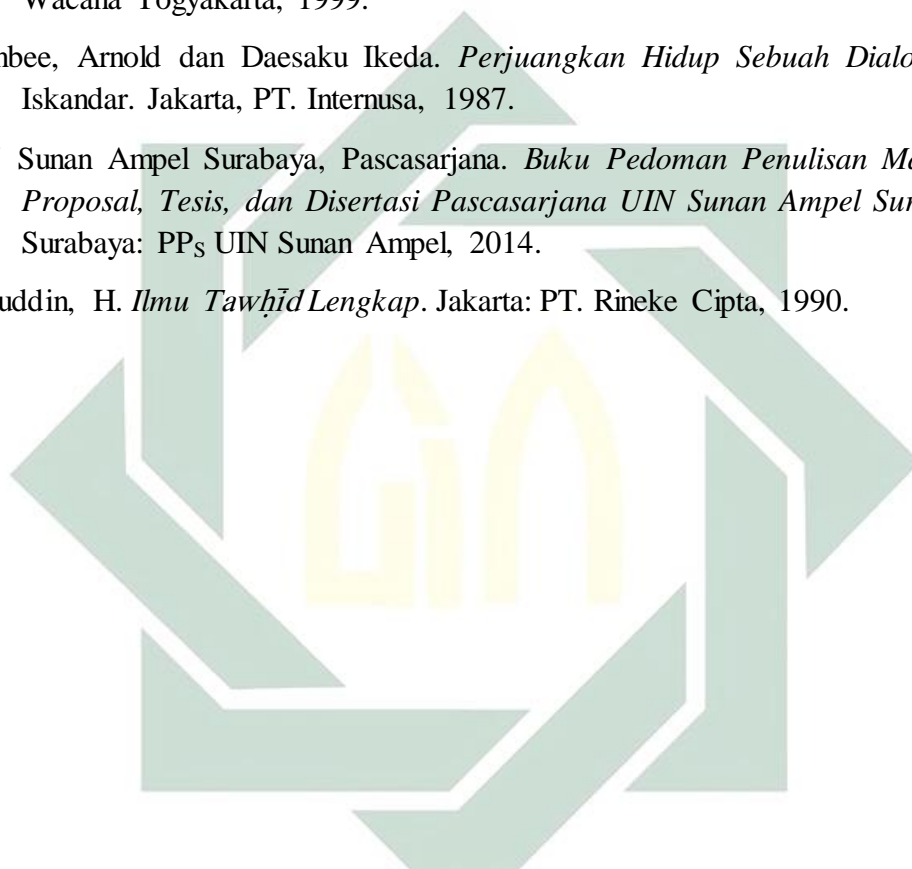 Wacana Yogyakarta, 1999.
nbee, Arnold dan Daesaku Ikeda. Perjuangkan Hidup Sebuah Dialo
Iskandar. Jakarta, PT. Internusa, 1987.
Sunan Ampel Surabaya, Pascasarjana. Buku Pedoman Penulisan Ma
Proposal, Tesis, dan Disertasi Pascasarjana UIN Sunan Ampel Sur
Surabaya: PPS UIN Sunan Ampel, 2014.
uddin, H. Ilmu Tawḥīd Lengkap. Jakarta: PT. Rineke Cipta, 1990.